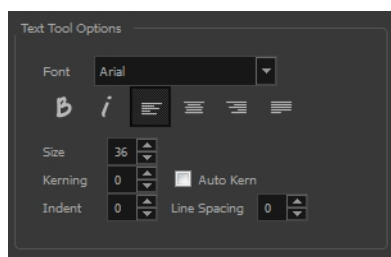 Text Tool Options
Font Arial
B i
Size 36
Kerning 0 Auto Kern
Indent 0 Line Spacing 0